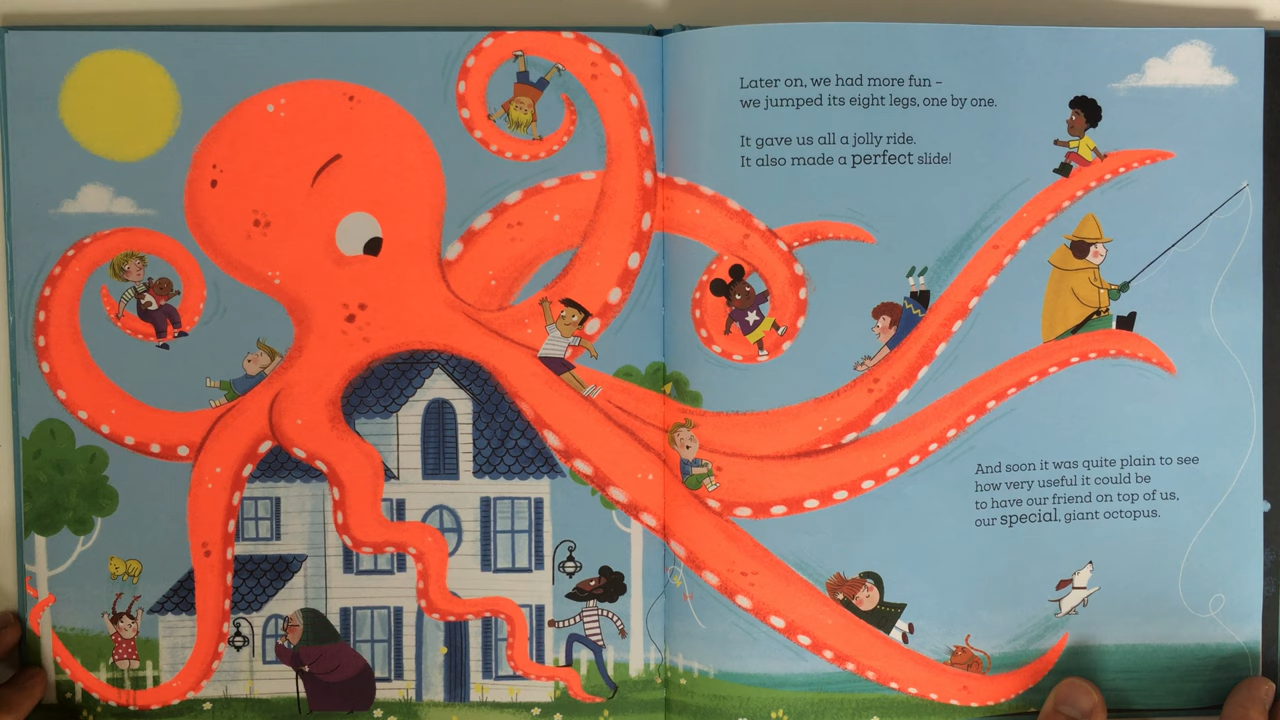 Later on, we had more fun –
we jumped its eight legs, one by one.
It gave us all a jolly ride.
It also made a perfect slide!
And soon it was quite plain to see
how very useful it could be
to have our friend on top of us,
our special, giant octopus.